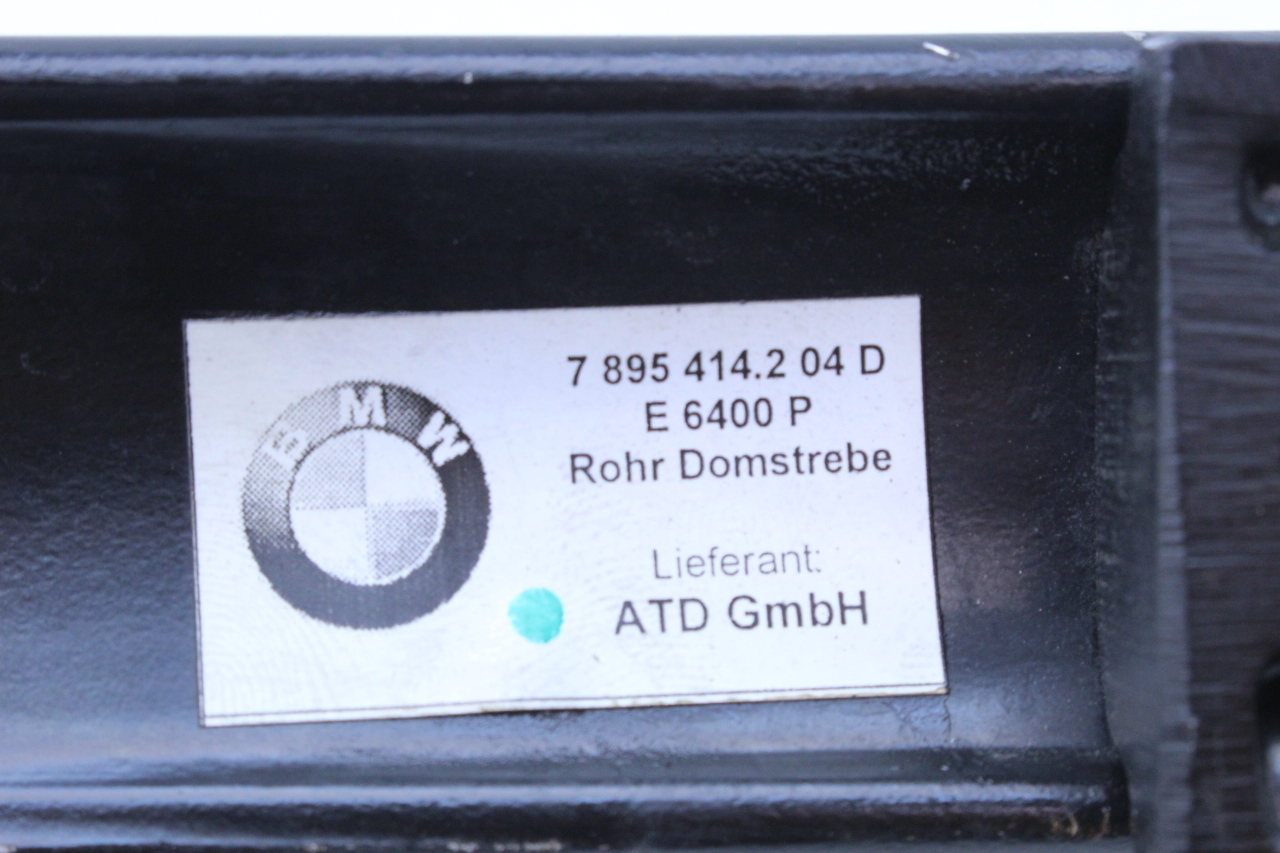 BMW
7 895 414.2 04 D
E 6400 P
Rohr Domstrebe
Lieferant:
ATD GmbH